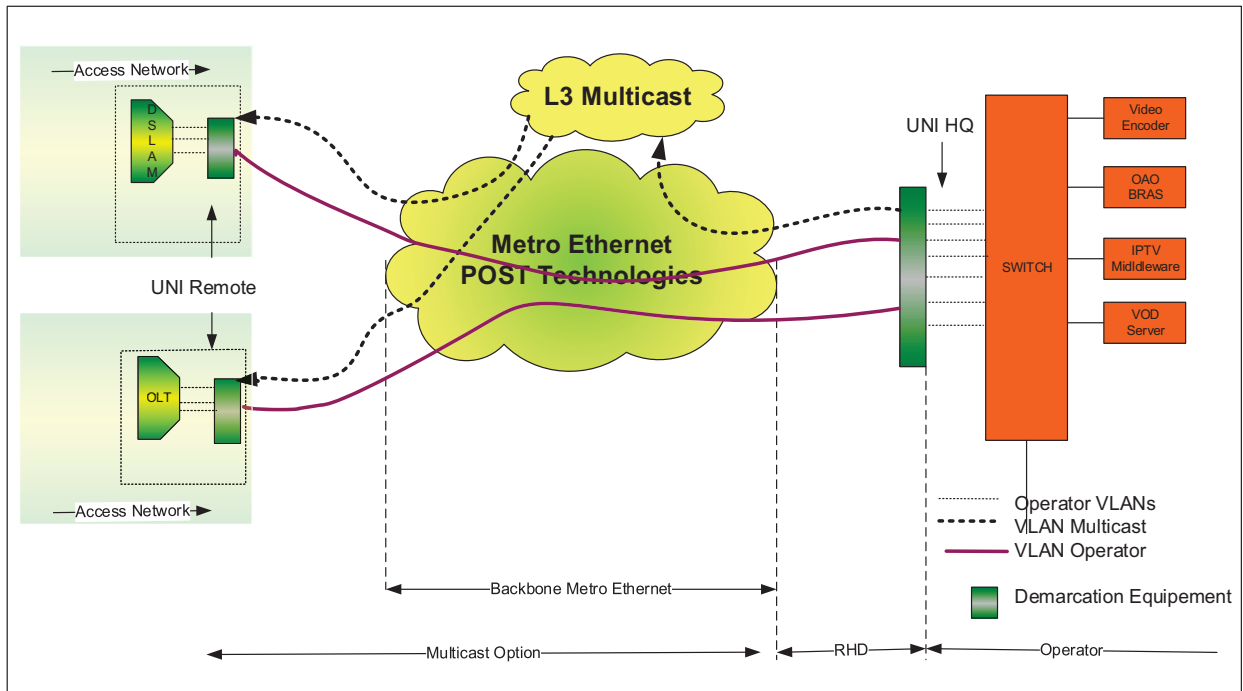 Access Network
L3 Multicast
D
S
L
A
M
UNI HQ
Video
Encoder
OAO
BRAS
Metro Ethernet
POST Technologies
SWITCH
IPTV
MidIdleware
UNI Remote
VOD
Server
OLT
Access Network
Operator VLANs
VLAN Multicast
VLAN Operator
Backbone Metro Ethernet
Demarcation Equipement
Multicast Option
RHD
Operator